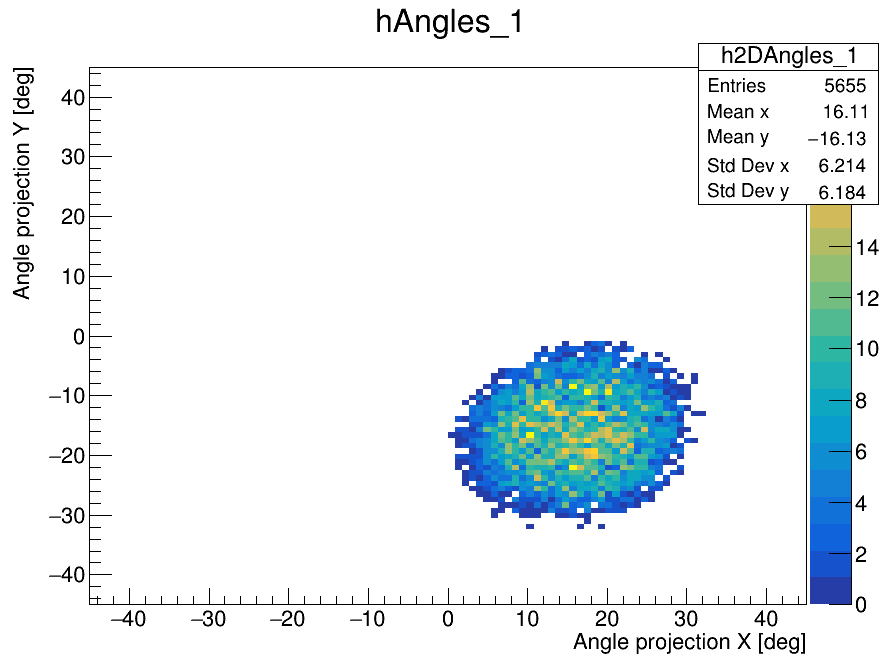 hAngles_1
h2DAngles_1
Entries 5655
Mean x 16.11
Mean y −16.13
Std Dev x 6.214
Std Dev y 6.184
Angle projection Y [deg]
40
30
20
10
0
−10
−20
−30
−40
−40 −30 −20 −10 0 10 20 30 40
Angle projection X [deg]
14
12
10
8
6
4
2
0